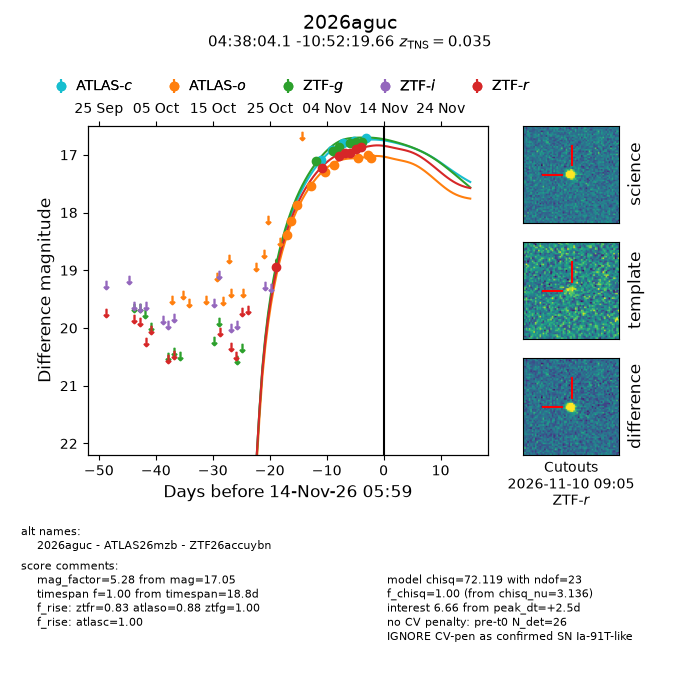 2026aguc
04:38:04.1 -10:52:19.66 z_TNS = 0.035
ATLAS-c
ATLAS-o
ZTF-g
ZTF-i
ZTF-r
25 Sep 05 Oct 15 Oct 25 Oct 04 Nov 14 Nov 24 Nov
17
18
19
20
21
22
Difference magnitude
−50 −40 −30 −20 −10 0 10
Days before 14-Nov-26 05:59
science
template
difference
Cutouts
2026-11-10 09:05
ZTF-r
alt names:
2026aguc - ATLAS26mzb - ZTF26accuybn
score comments:
mag_factor=5.28 from mag=17.05
timespan f=1.00 from timespan=18.8d
f_rise: ztfr=0.83 atlaso=0.88 ztfg=1.00
f_rise: atlasc=1.00
model chisq=72.119 with ndof=23
f_chisq=1.00 (from chisq_nu=3.136)
interest 6.66 from peak_dt=+2.5d
no CV penalty: pre-t0 N_det=26
IGNORE CV-pen as confirmed SN Ia-91T-like